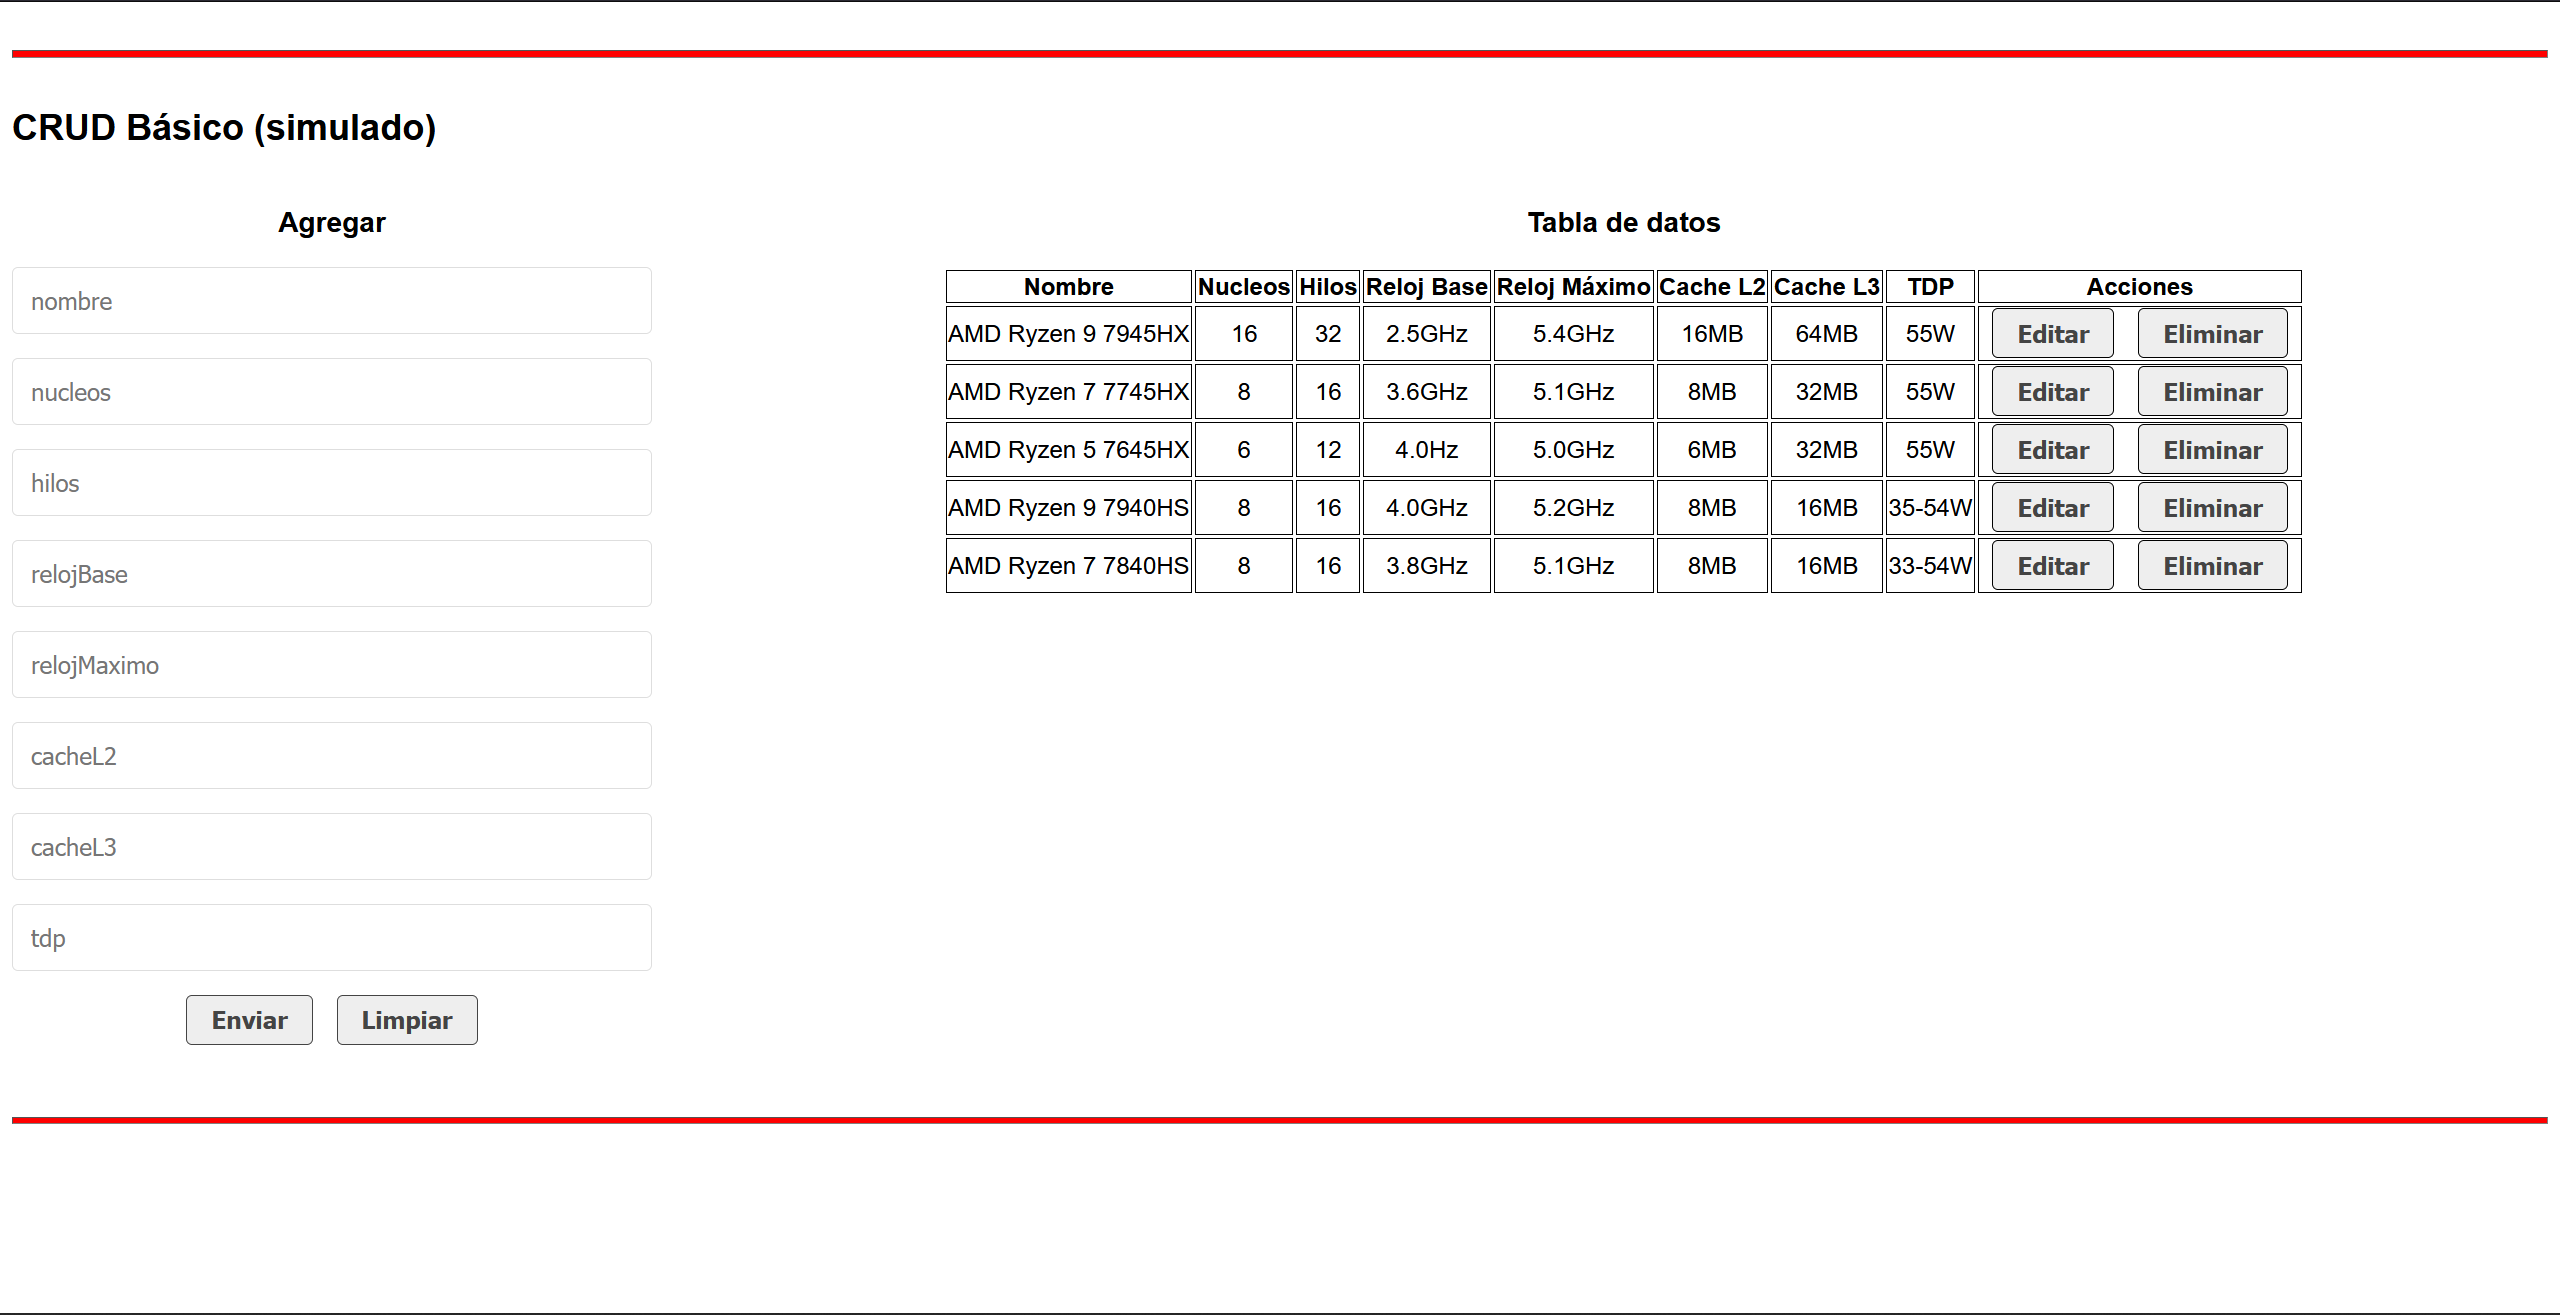 CRUD Básico (simulado)
Agregar
nombre
nucleos
hilos
relojBase
relojMaximo
cacheL2
cacheL3
tdp
Enviar Limpiar
Tabla de datos
Nombre Nucleos Hilos Reloj Base Reloj Máximo Cache L2 Cache L3 TDP Acciones
AMD Ryzen 9 7945HX 16 32 2.5GHz 5.4GHz 16MB 64MB 55W Editar Eliminar
AMD Ryzen 7 7745HX 8 16 3.6GHz 5.1GHz 8MB 32MB 55W Editar Eliminar
AMD Ryzen 5 7645HX 6 12 4.0Hz 5.0GHz 6MB 32MB 55W Editar Eliminar
AMD Ryzen 9 7940HS 8 16 4.0GHz 5.2GHz 8MB 16MB 35-54W Editar Eliminar
AMD Ryzen 7 7840HS 8 16 3.8GHz 5.1GHz 8MB 16MB 33-54W Editar Eliminar